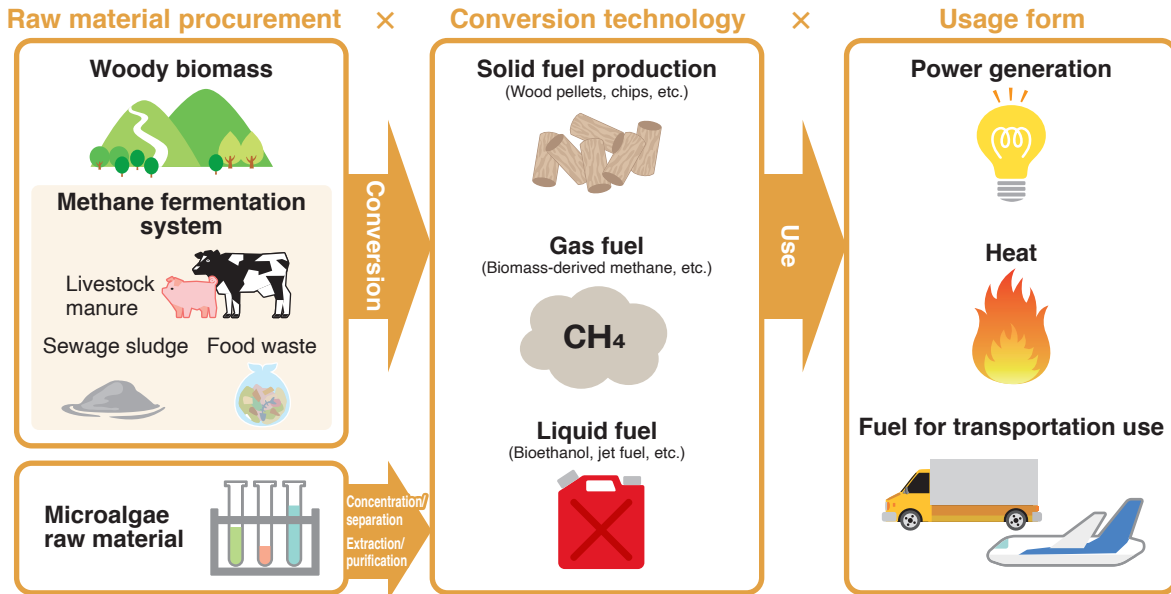 Raw material procurement × Conversion technology × Usage form
Woody biomass
Methane fermentation
system
Livestock
manure
Sewage sludge
Food waste
Microalgae
raw material
Conversion
Concentration/
separation
Extraction/
purification
Solid fuel production
(Wood pellets, chips, etc.)
Gas fuel
(Biomass-derived methane, etc.)
CH₄
Liquid fuel
(Bioethanol, jet fuel, etc.)
Use
Power generation
Heat
Fuel for transportation use